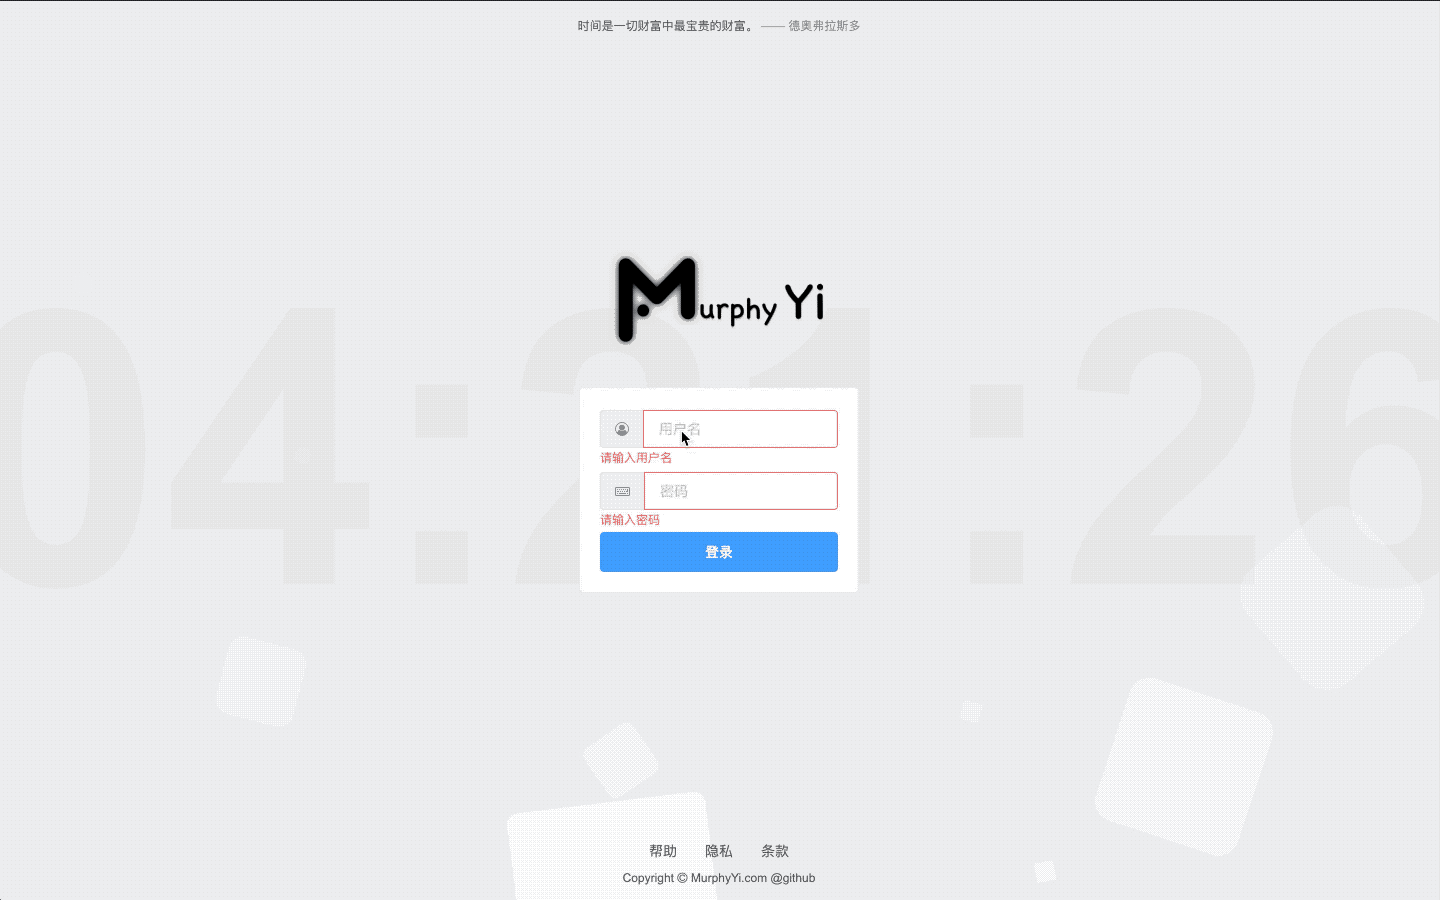 时间是一切财富中最宝贵的财富。 —— 德奥弗拉斯多
Murphy Yi
04:21:26
用户名
请输入用户名
密码
请输入密码
登录
帮助 隐私 条款
Copyright © MurphyYi.com @github